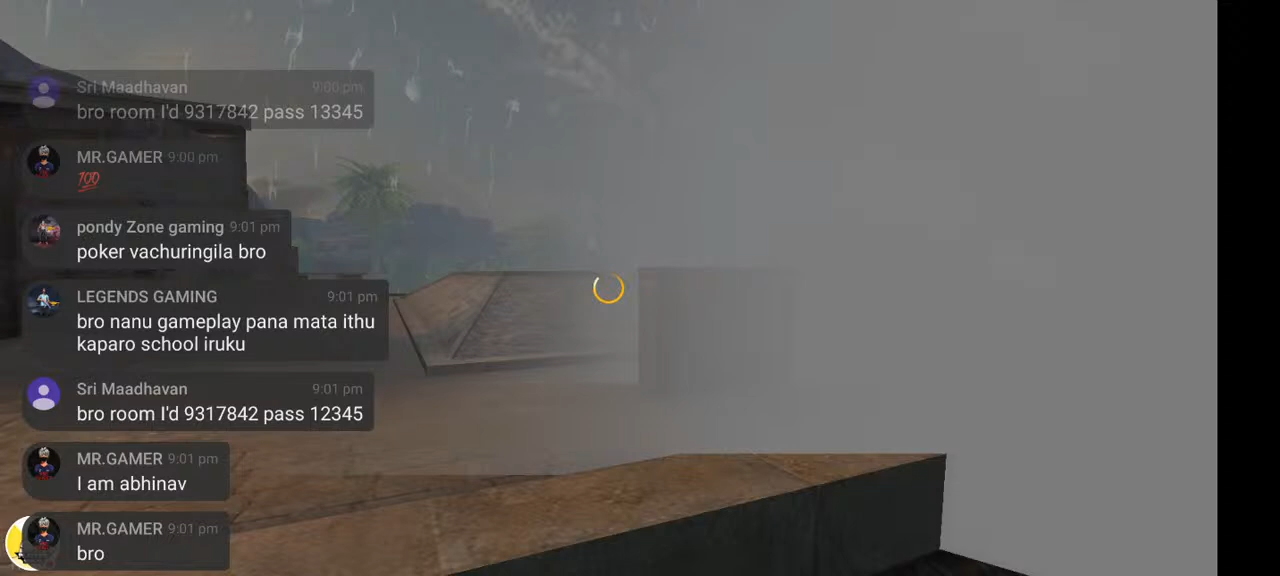 Sri Maadhavan 9:00 pm
bro room I'd 9317842 pass 13345
MR.GAMER 9:00 pm
💯
pondy Zone gaming 9:01 pm
poker vachuringila bro
LEGENDS GAMING 9:01 pm
bro nanu gameplay pana mata ithu
kaparo school iruku
Sri Maadhavan 9:01 pm
bro room I'd 9317842 pass 12345
MR.GAMER 9:01 pm
I am abhinav
MR.GAMER 9:01 pm
bro